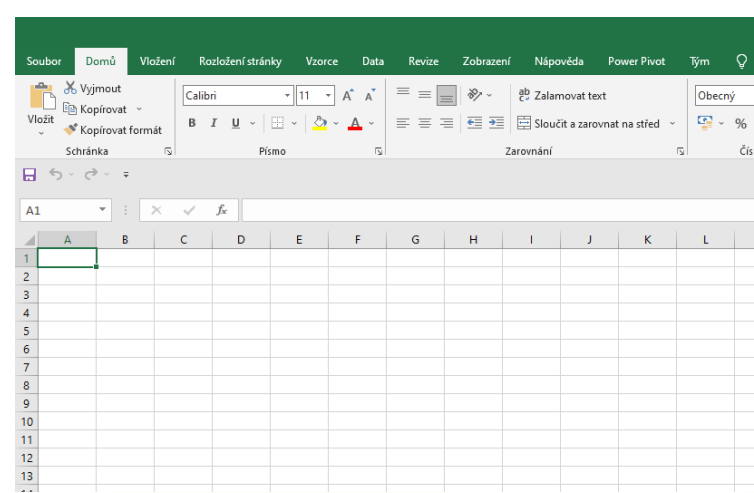 Soubor Domů Vložení Rozložení stránky Vzorce Data Revize Zobrazení Nápověda Power Pivot Tým
Vložit
Vyjmout
Kopírovat
Kopírovat formát
Schránka
Calibri 11 A A
B I U A
Písmo
ab Zalamovat text
Sloučit a zarovnat na střed
Zarovnání
Obecný
%
Čís
A1 fx
A B C D E F G H I J K L
1
2
3
4
5
6
7
8
9
10
11
12
13